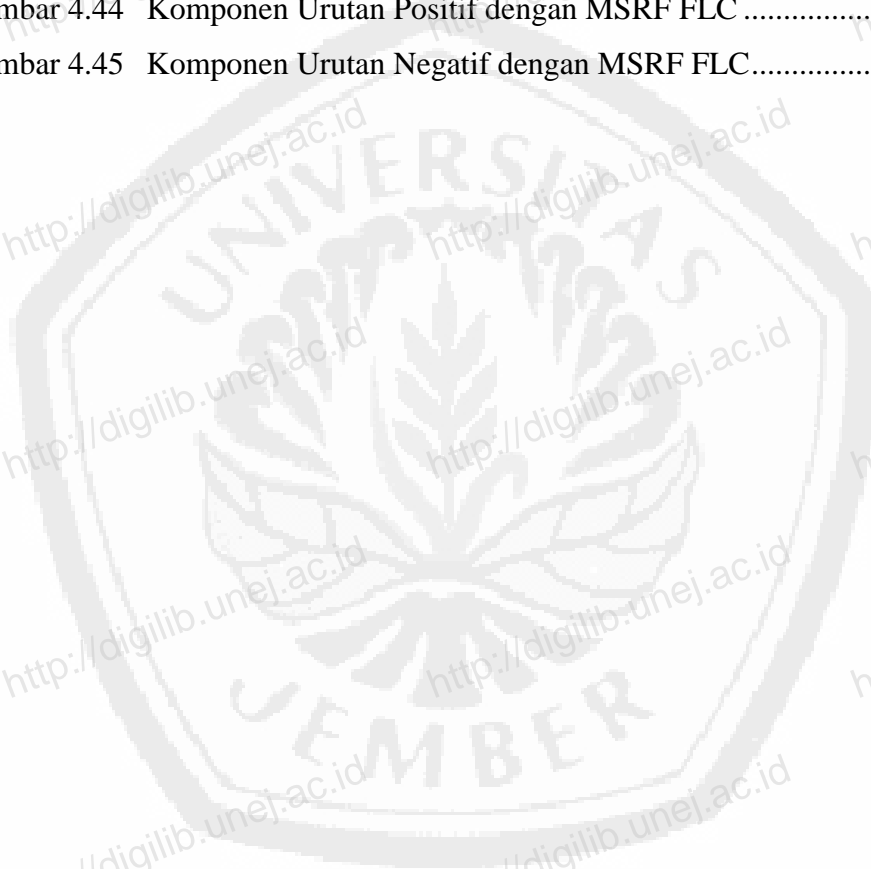 mbar 4.44 Komponen Urutan Positif dengan MSRF FLC ................
mbar 4.45 Komponen Urutan Negatif dengan MSRF FLC...............
http://digilib.unej.ac.id
http://digilib.unej.ac.id
UNIVERSITAS
http://digilib.unej.ac.id
http://digilib.unej.ac.id
http://digilib.unej.ac.id
http://digilib.unej.ac.id
JEMBER
//digilib.unej.ac.id
//digilib.unej.ac.id